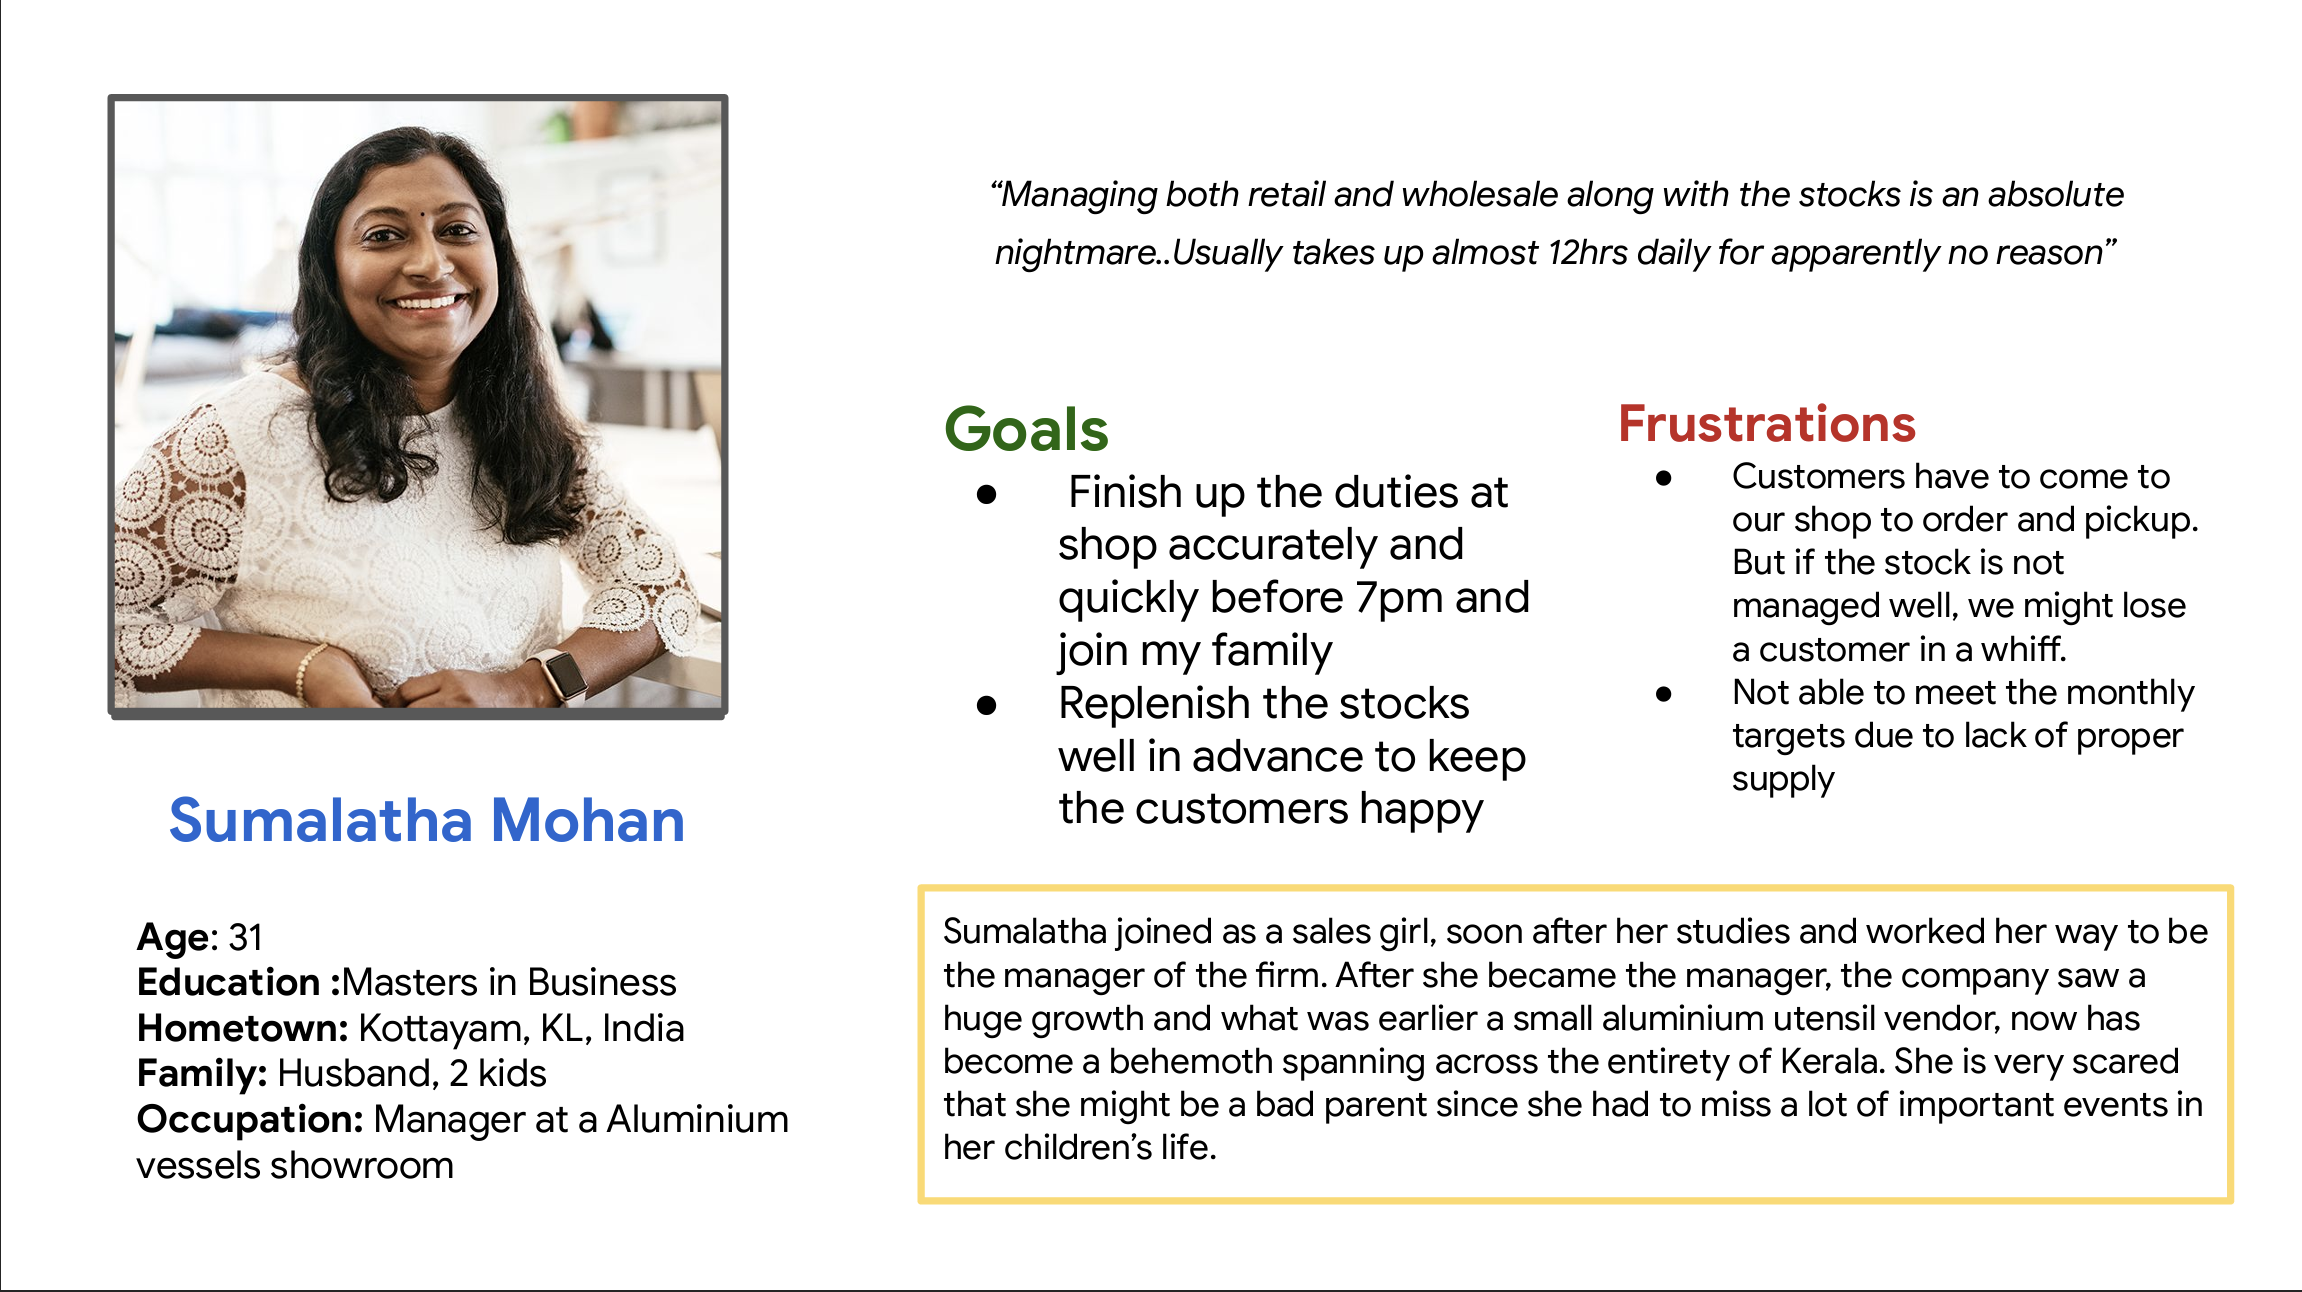 “Managing both retail and wholesale along with the stocks is an absolute
nightmare..Usually takes up almost 12hrs daily for apparently no reason”
Goals
● Finish up the duties at
shop accurately and
quickly before 7pm and
join my family
● Replenish the stocks
well in advance to keep
the customers happy
Frustrations
● Customers have to come to
our shop to order and pickup.
But if the stock is not
managed well, we might lose
a customer in a whiff.
● Not able to meet the monthly
targets due to lack of proper
supply
Sumalatha Mohan
Age: 31
Education :Masters in Business
Hometown: Kottayam, KL, India
Family: Husband, 2 kids
Occupation: Manager at a Aluminium
vessels showroom
Sumalatha joined as a sales girl, soon after her studies and worked her way to be
the manager of the firm. After she became the manager, the company saw a
huge growth and what was earlier a small aluminium utensil vendor, now has
become a behemoth spanning across the entirety of Kerala. She is very scared
that she might be a bad parent since she had to miss a lot of important events in
her children’s life.